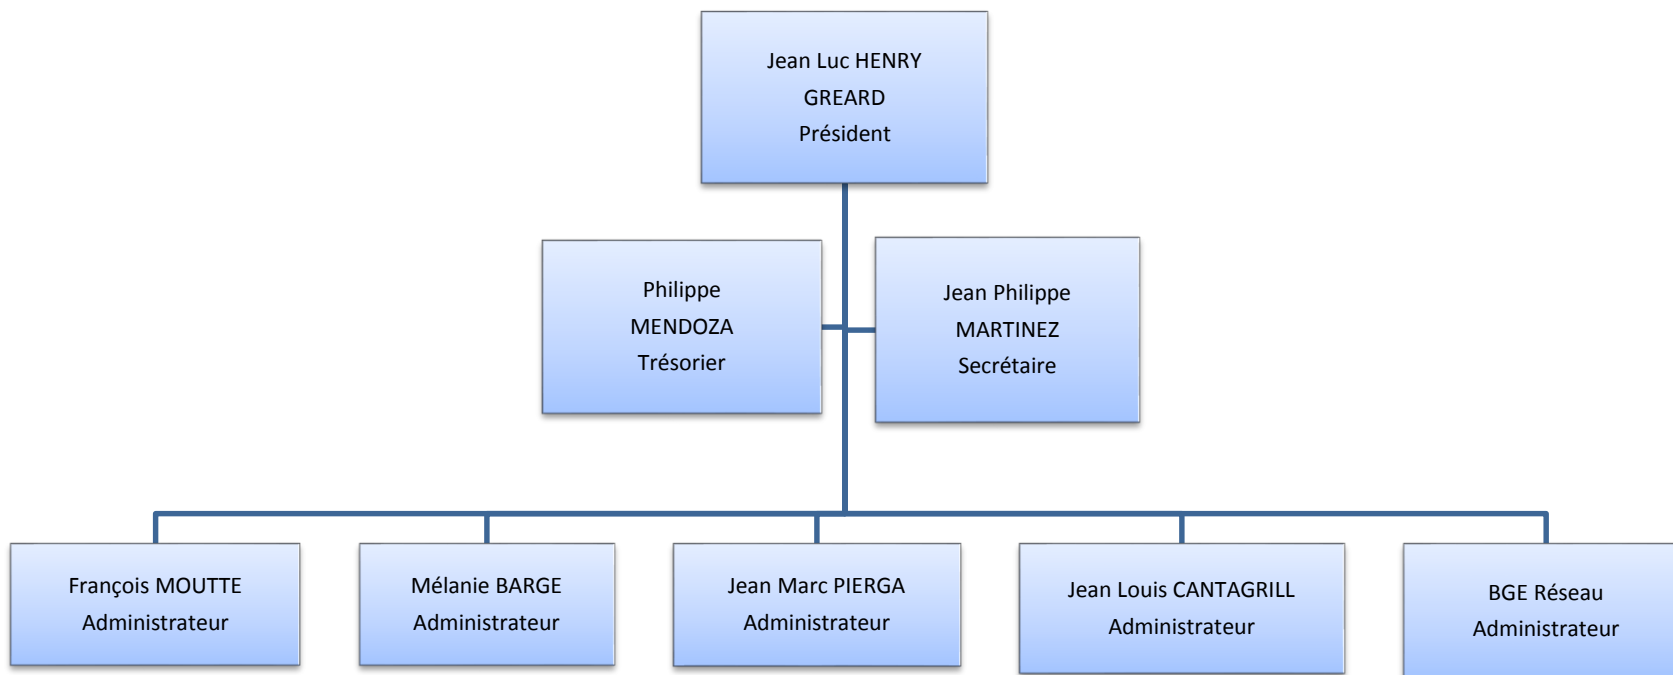 Jean Luc HENRY
GREARD
Président
Philippe
MENDOZA
Trésorier
Jean Philippe
MARTINEZ
Secrétaire
François MOUTTE
Administrateur
Mélanie BARGE
Administrateur
Jean Marc PIERGA
Administrateur
Jean Louis CANTAGRILL
Administrateur
BGE Réseau
Administrateur